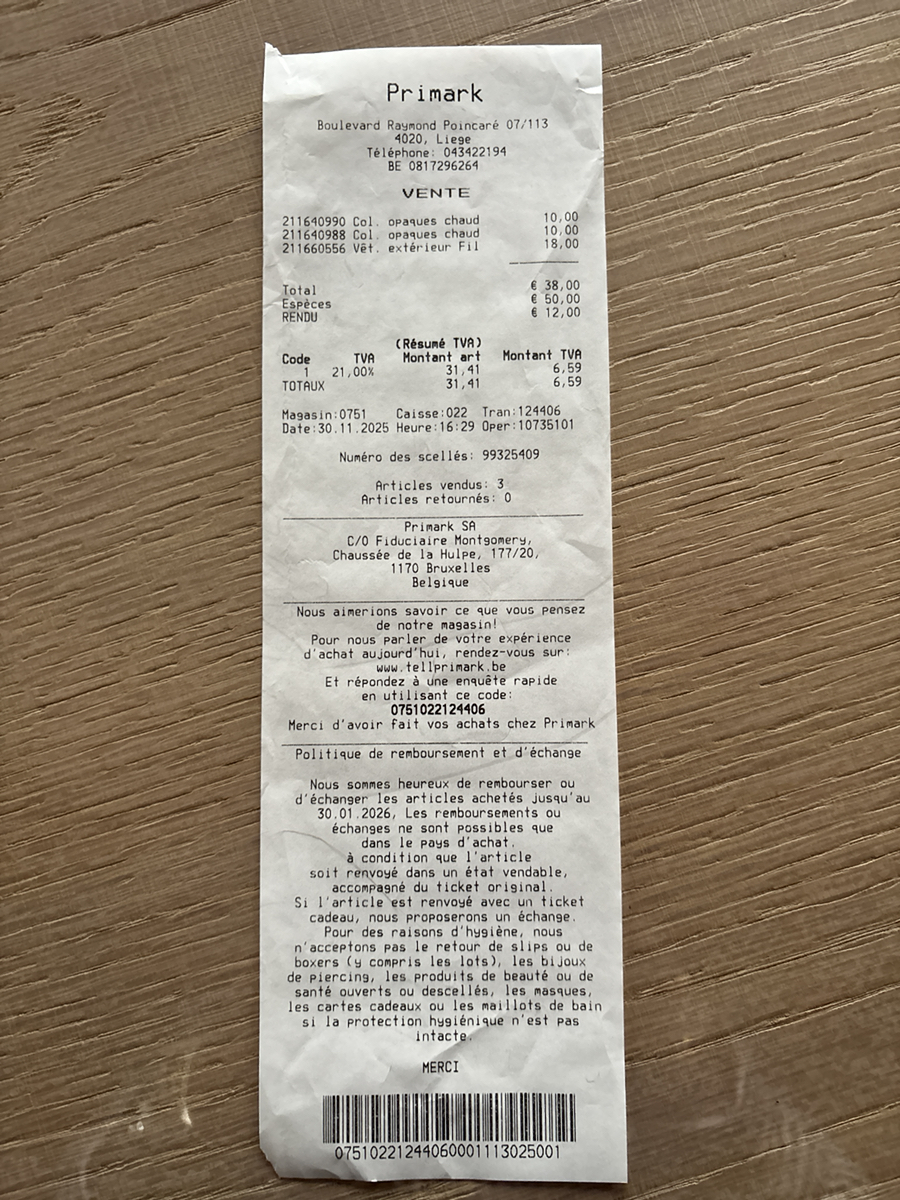 Primark
Boulevard Raymond Poincaré 07/113
4020, Liege
Téléphone: 043422194
BE 0817296264
VENTE
211640990 Col. opaques chaud 10,00
211640988 Col. opaques chaud 10,00
211660556 Vêt. extérieur Fil 18,00
Total € 38,00
Espèces € 50,00
RENDU € 12,00
(Résumé TVA)
Code TVA Montant art Montant TVA
1 21,00% 31,41 6,59
TOTAUX 31,41 6,59
Magasin:0751 Caisse:022 Tran:124406
Date:30.11.2025 Heure:16:29 Oper:10735101
Numéro des scellés: 99325409
Articles vendus: 3
Articles retournés: 0
Primark SA
C/O Fiduciaire Montgomery,
Chaussée de la Hulpe, 177/20,
1170 Bruxelles
Belgique
Nous aimerions savoir ce que vous pensez
de notre magasin!
Pour nous parler de votre expérience
d'achat aujourd'hui, rendez-vous sur:
www.tellprimark.be
Et répondez à une enquête rapide
en utilisant ce code:
0751022124406
Merci d'avoir fait vos achats chez Primark
Politique de remboursement et d'échange
Nous sommes heureux de rembourser ou
d'échanger les articles achetés jusqu'au
30.01.2026, Les remboursements ou
échanges ne sont possibles que
dans le pays d'achat.
à condition que l'article
soit renvoyé dans un état vendable,
accompagné du ticket original.
Si l'article est renvoyé avec un ticket
cadeau, nous proposerons un échange.
Pour des raisons d'hygiène, nous
n'acceptons pas le retour de slips ou de
boxers (y compris les lots), les bijoux
de piercing, les produits de beauté ou de
santé ouverts ou descellés, les masques,
les cartes cadeaux ou les maillots de bain
si la protection hygiénique n'est pas
intacte.
MERCI
07510221244060001113025001